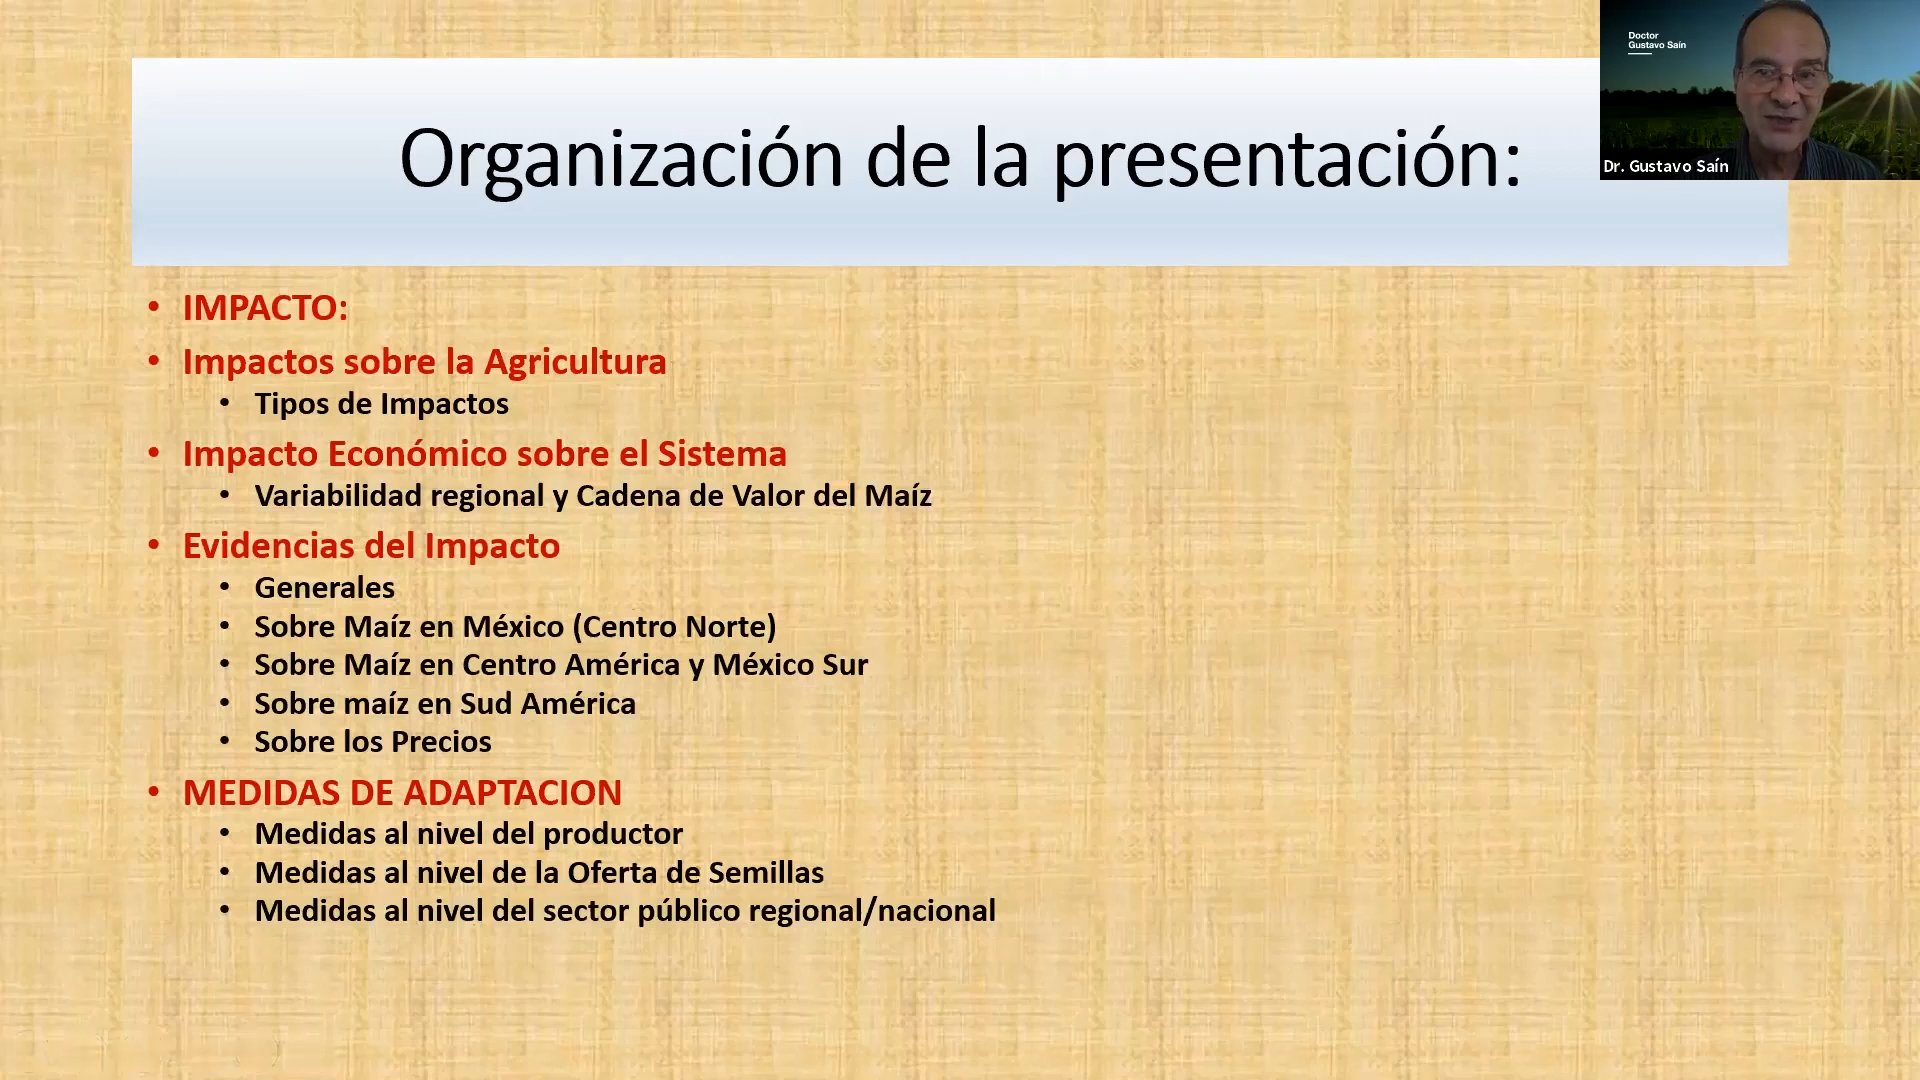 Doctor
Gustavo Saín
Dr. Gustavo Saín
Organización de la presentación:
• IMPACTO:
• Impactos sobre la Agricultura
• Tipos de Impactos
• Impacto Económico sobre el Sistema
• Variabilidad regional y Cadena de Valor del Maíz
• Evidencias del Impacto
• Generales
• Sobre Maíz en México (Centro Norte)
• Sobre Maíz en Centro América y México Sur
• Sobre maíz en Sud América
• Sobre los Precios
• MEDIDAS DE ADAPTACION
• Medidas al nivel del productor
• Medidas al nivel de la Oferta de Semillas
• Medidas al nivel del sector público regional/nacional